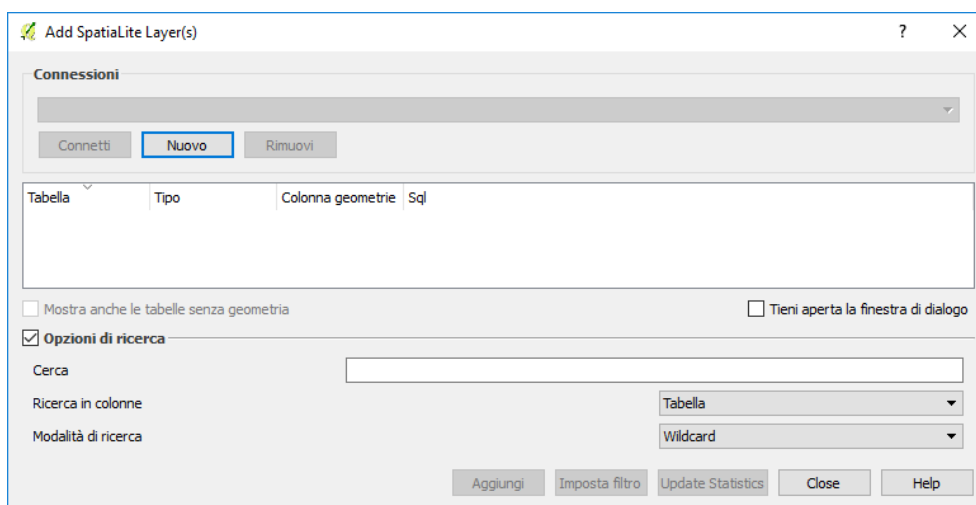 Add SpatiaLite Layer(s) ?
Connessioni
Connetti Nuovo Rimuovi
Tabella Tipo Colonna geometrie Sql
Mostra anche le tabelle senza geometria Tieni aperta la finestra di dialogo
Opzioni di ricerca
Cerca
Ricerca in colonne Tabella
Modalità di ricerca Wildcard
Aggiungi Imposta filtro Update Statistics Close Help